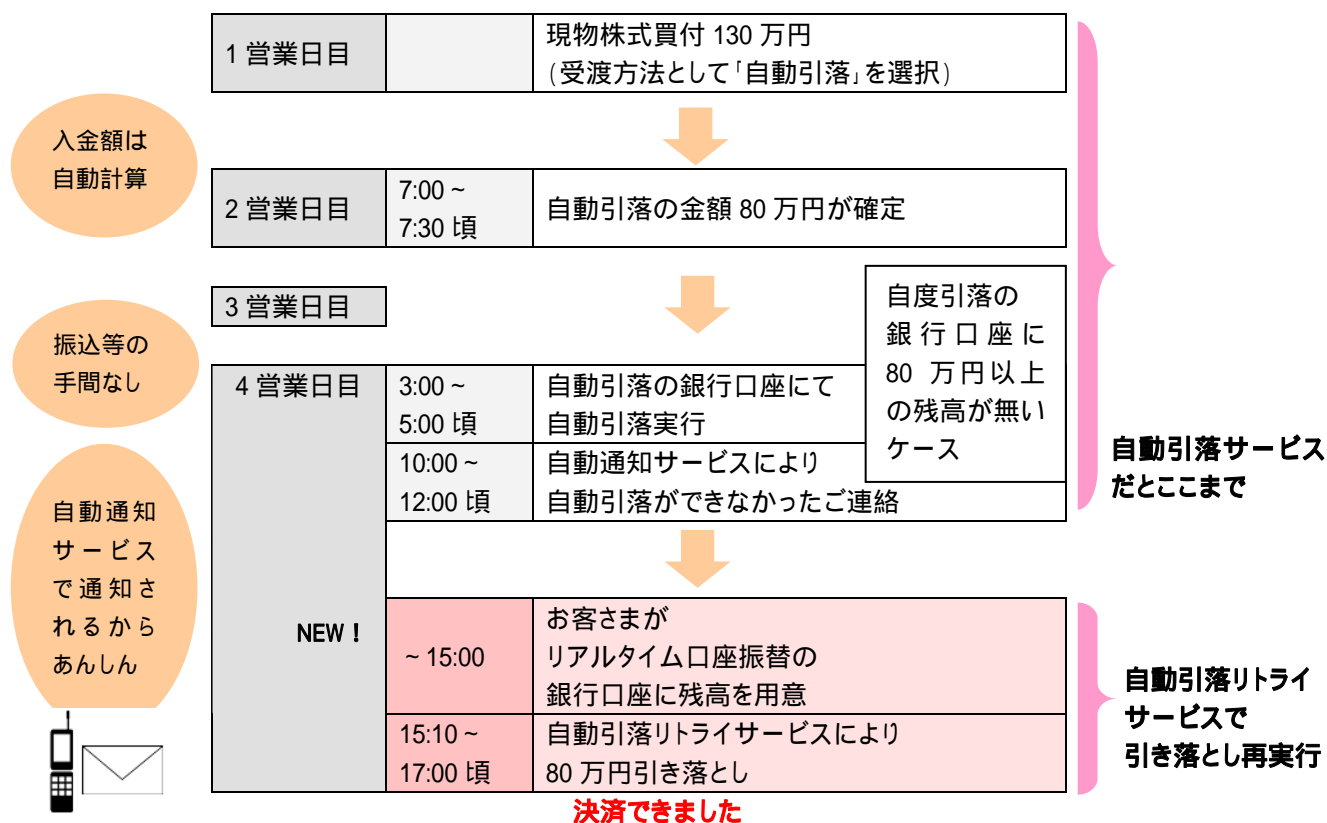 1 営業日目
現物株式買付 130 万円
(受渡方法として「自動引落」を選択)
入金額は
自動計算
2 営業日目
7:00 ~
7:30 頃
自動引落の金額 80 万円が確定
3 営業日目
自度引落の
銀行口座に
80 万円以上
の残高が無い
ケース
振込等の
手間なし
4 営業日目
3:00 ~
5:00 頃
自動引落の銀行口座にて
自動引落実行
10:00 ~
12:00 頃
自動通知サービスにより
自動引落ができなかったご連絡
自動引落サービス
だとここまで
自動通知
サービス
で通知さ
れるから
あんしん
NEW！
~ 15:00
お客さまが
リアルタイム口座振替の
銀行口座に残高を用意
15:10 ~
17:00 頃
自動引落リトライサービスにより
80 万円引き落とし
自動引落リトライ
サービスで
引き落とし再実行
決済できました